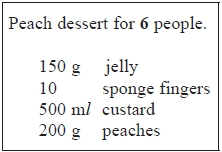 Peach dessert for 6 people.
150 g jelly
10 sponge fingers
500 ml custard
200 g peaches